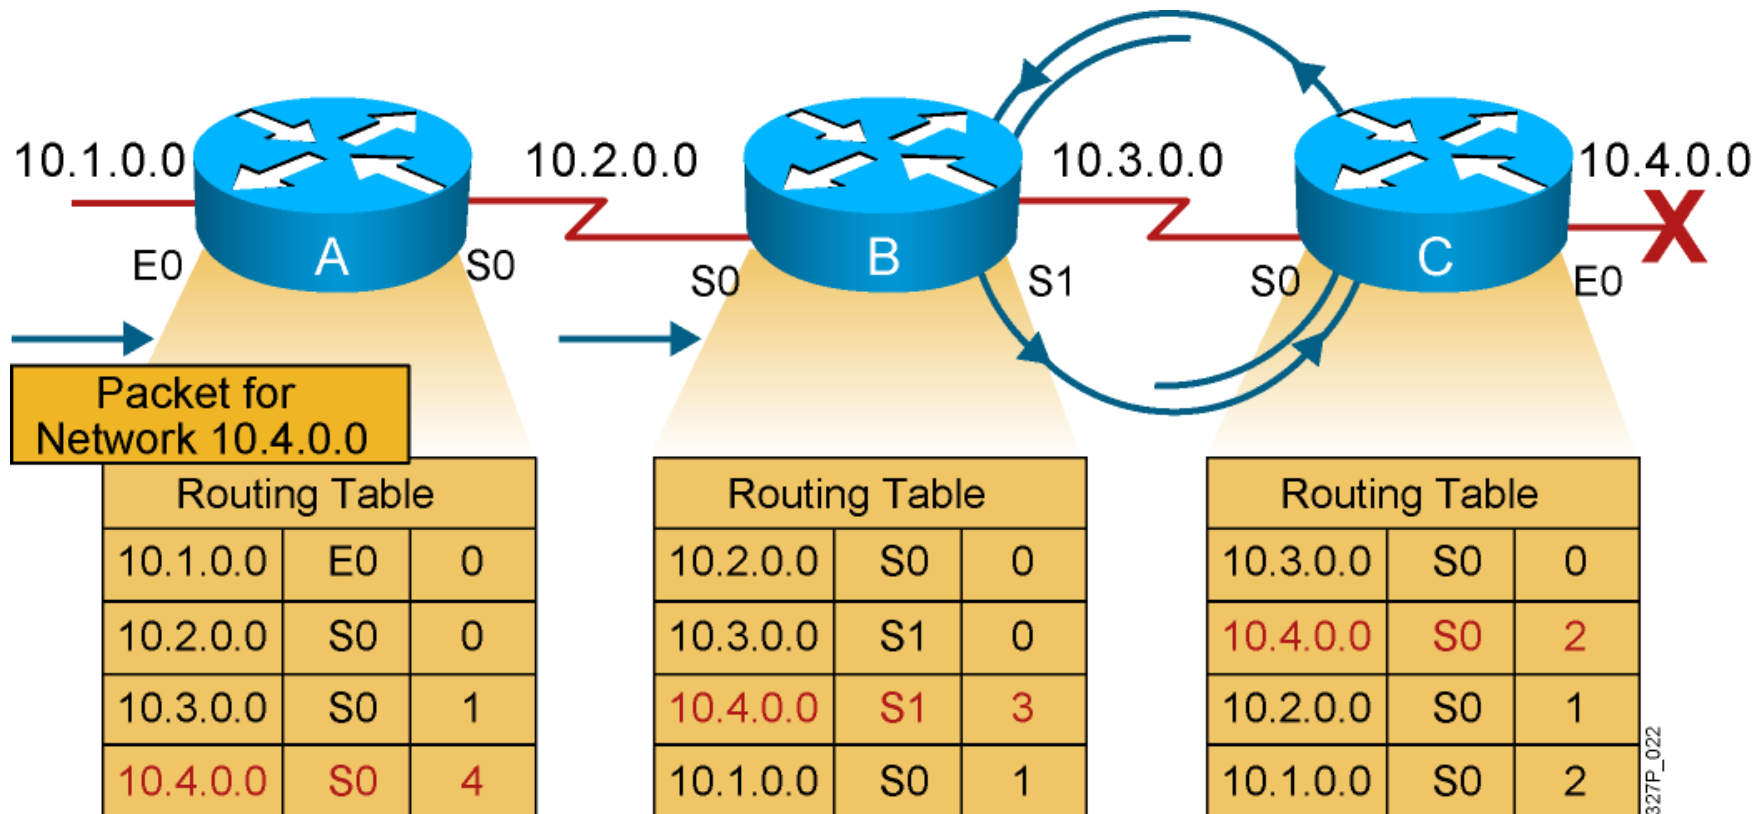 10.1.0.0
10.2.0.0
10.3.0.0
10.4.0.0
A
B
C
E0
S0
S0
S1
S0
E0
X
Packet for
Network 10.4.0.0
Routing Table
10.1.0.0 E0 0
10.2.0.0 S0 0
10.3.0.0 S0 1
10.4.0.0 S0 4
Routing Table
10.2.0.0 S0 0
10.3.0.0 S1 0
10.4.0.0 S1 3
10.1.0.0 S0 1
Routing Table
10.3.0.0 S0 0
10.4.0.0 S0 2
10.2.0.0 S0 1
10.1.0.0 S0 2
327P_022